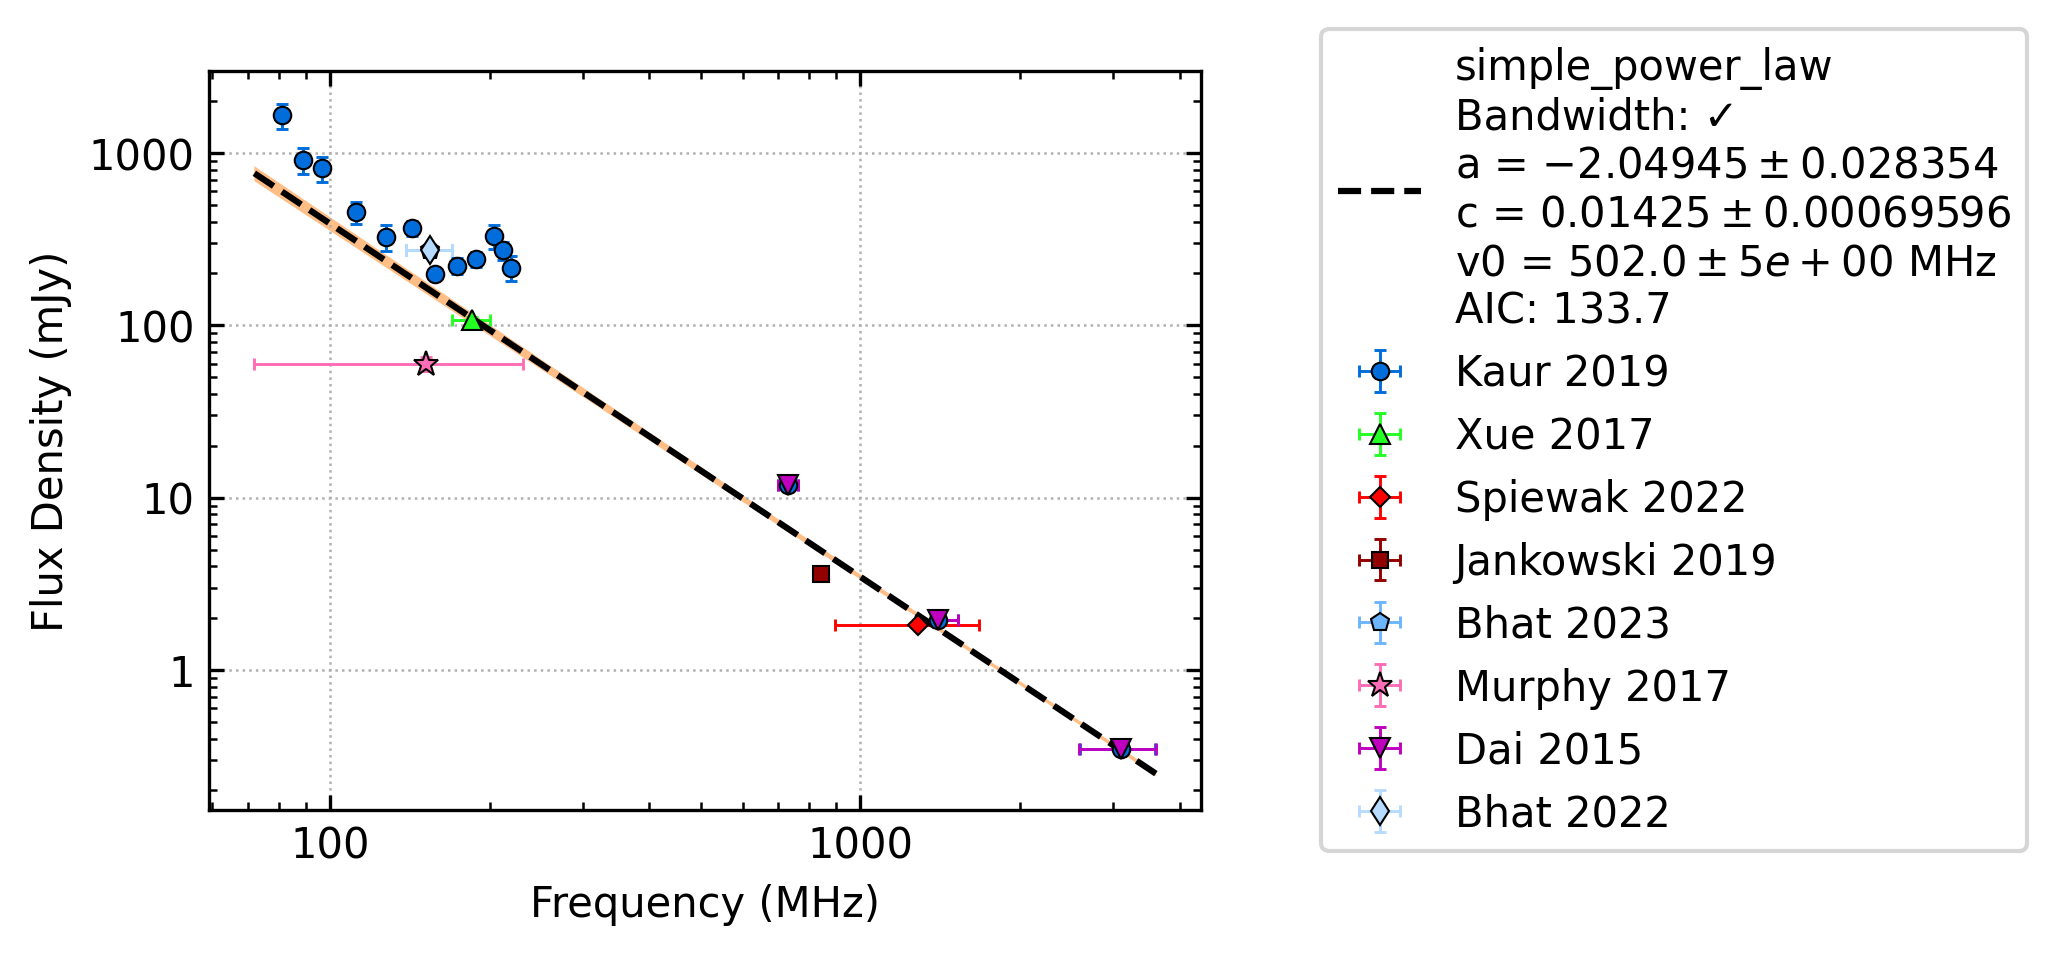 1000
100
10
1
Flux Density (mJy)
100
1000
Frequency (MHz)
simple_power_law
Bandwidth: ✓
a = −2.04945 ± 0.028354
c = 0.01425 ± 0.00069596
v0 = 502.0 ± 5e + 00 MHz
AIC: 133.7
Kaur 2019
Xue 2017
Spiewak 2022
Jankowski 2019
Bhat 2023
Murphy 2017
Dai 2015
Bhat 2022